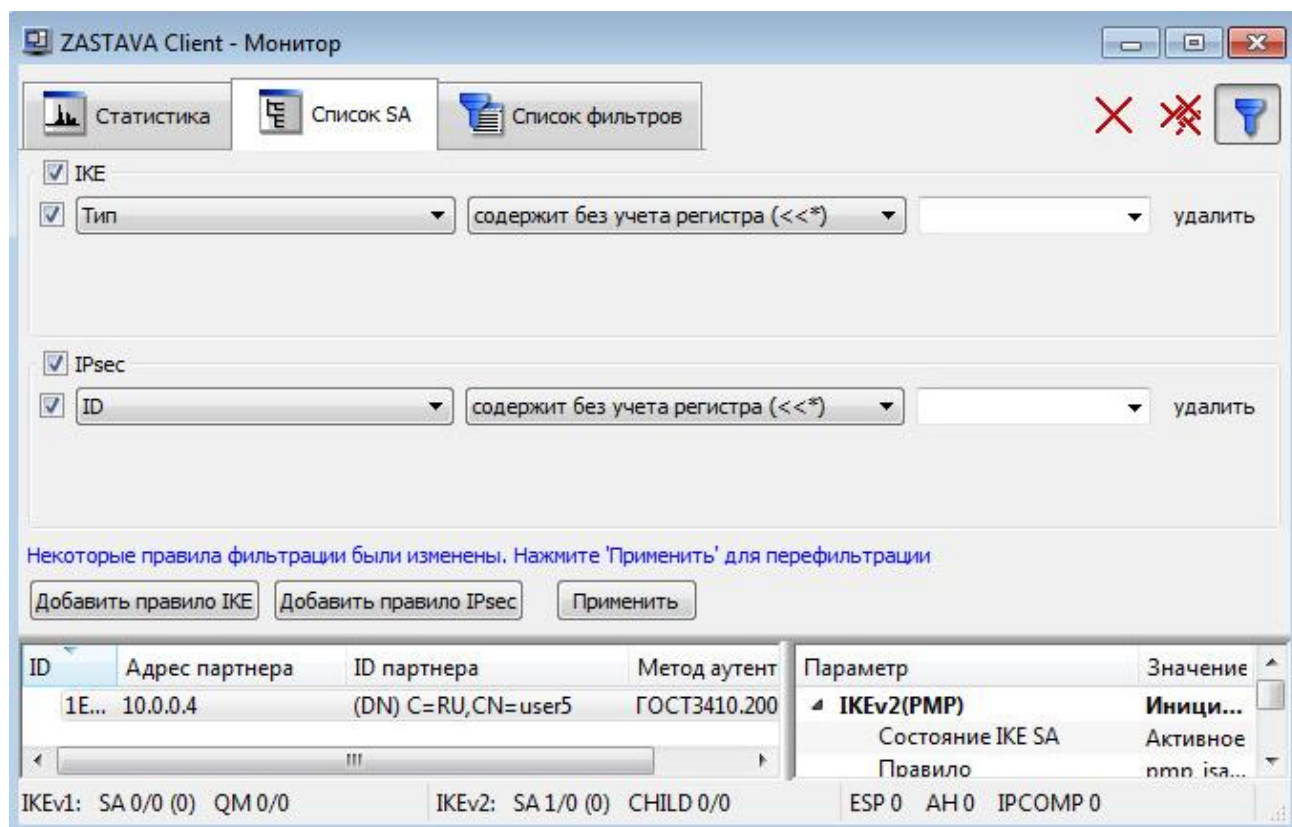 ZASTAVA Client - Монитор
Статистика Список SA Список фильтров
IKE
Тип содержит без учета регистра (<<*) удалить
IPsec
ID содержит без учета регистра (<<*) удалить
Некоторые правила фильтрации были изменены. Нажмите 'Применить' для перефильтрации
Добавить правило IKE Добавить правило IPsec Применить
ID Адрес партнера ID партнера Метод аутент Параметр Значение
1E... 10.0.0.4 (DN) C=RU,CN=user5 ГОСТ3410.200 IKEv2(PMP) Иници...
Состояние IKE SA Активное
Правило pmp_isa...
IKEv1: SA 0/0 (0) QM 0/0 IKEv2: SA 1/0 (0) CHILD 0/0 ESP 0 AH 0 IPCOMP 0